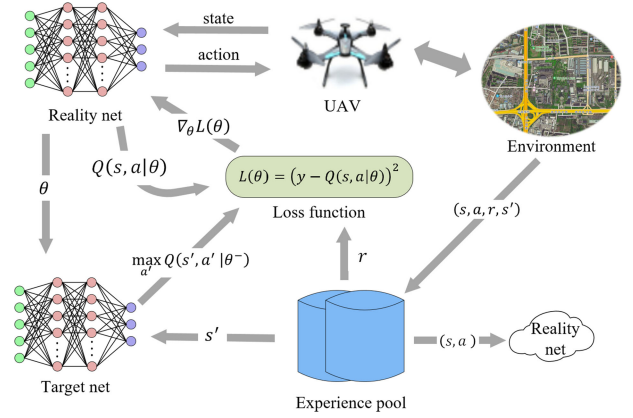 state
action
UAV
Reality net
∇θL(θ)
Environment
θ
Q(s, a|θ)
L(θ) = (y − Q(s, a|θ))²
Loss function
(s, a, r, s′)
max Q(s′, a′ |θ⁻)
a′
r
s′
(s, a)
Reality
net
Target net
Experience pool